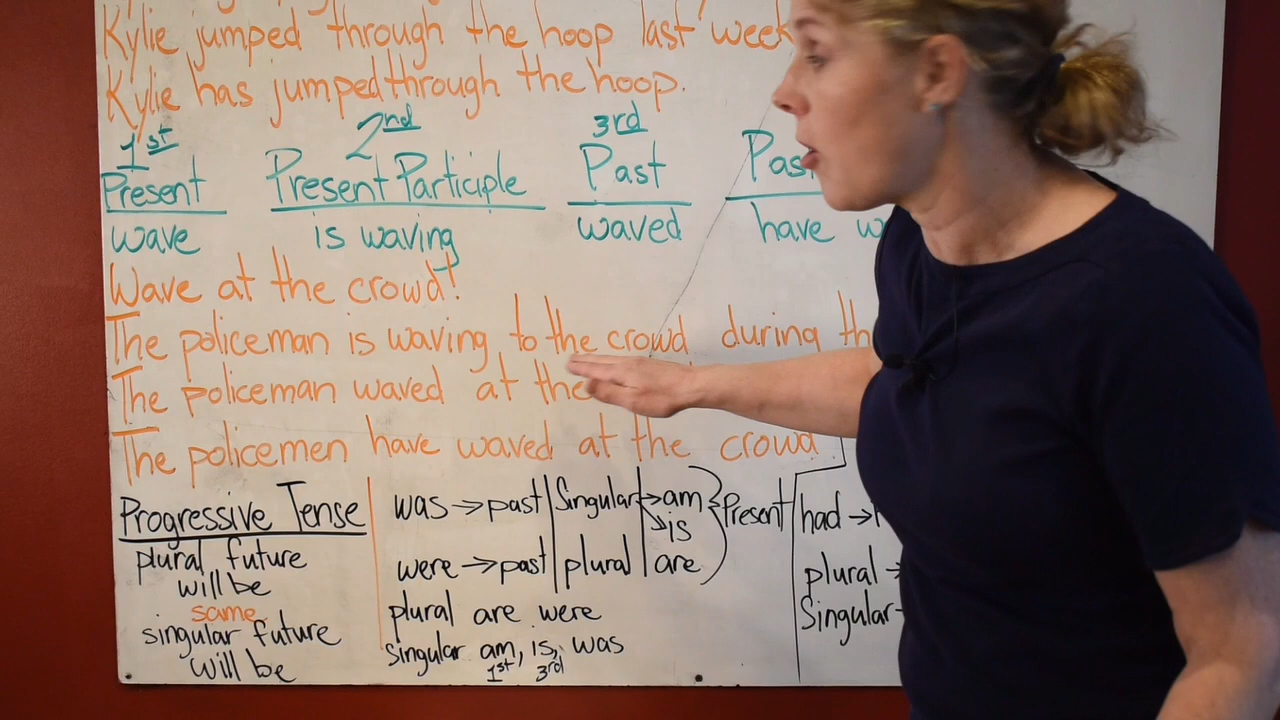 Kylie jumped through the hoop last week
Kylie has jumped through the hoop.
1st 2nd 3rd
Present Present Participle Past
wave is waving waved have
Wave at the crowd!
The policeman is waving to the crowd during
The policeman waved at the
The policemen have waved at the crowd
Progressive Tense
plural future
will be
same
singular future
will be
was → past Singular → am Present
is
were → past plural are
plural are were
Singular am, is, was
1st 3rd
had →
plural →
Singular